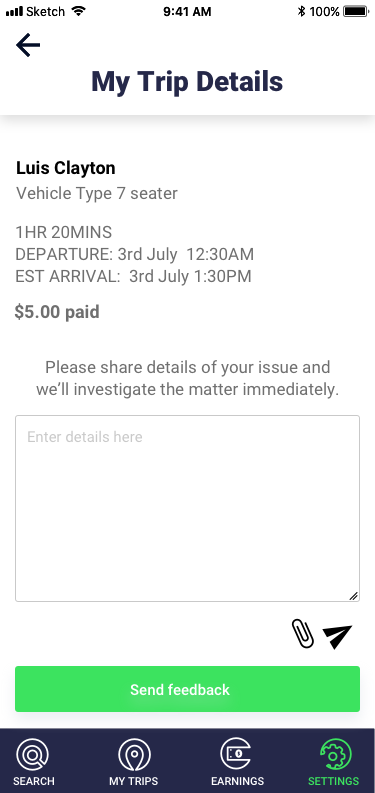 Sketch 9:41 AM 100%
My Trip Details
Luis Clayton
Vehicle Type 7 seater
1HR 20MINS
DEPARTURE: 3rd July 12:30AM
EST ARRIVAL: 3rd July 1:30PM
$5.00 paid
Please share details of your issue and
we’ll investigate the matter immediately.
Enter details here
Send feedback
SEARCH MY TRIPS EARNINGS SETTINGS